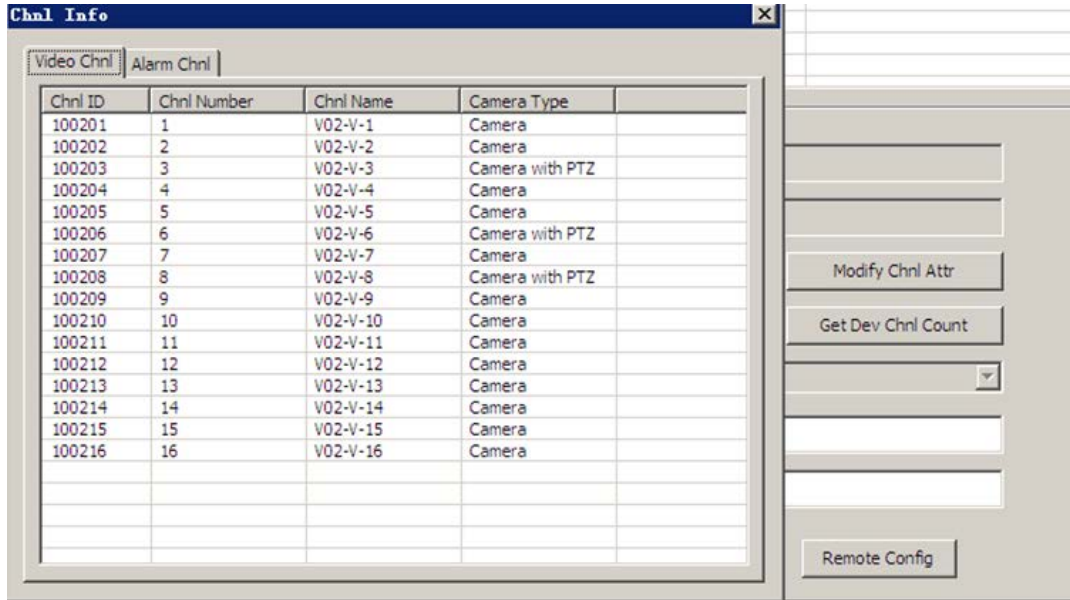 Chnl Info
Video Chnl Alarm Chnl
Chnl ID Chnl Number Chnl Name Camera Type
100201 1 V02-V-1 Camera
100202 2 V02-V-2 Camera
100203 3 V02-V-3 Camera with PTZ
100204 4 V02-V-4 Camera
100205 5 V02-V-5 Camera
100206 6 V02-V-6 Camera with PTZ
100207 7 V02-V-7 Camera
100208 8 V02-V-8 Camera with PTZ
100209 9 V02-V-9 Camera
100210 10 V02-V-10 Camera
100211 11 V02-V-11 Camera
100212 12 V02-V-12 Camera
100213 13 V02-V-13 Camera
100214 14 V02-V-14 Camera
100215 15 V02-V-15 Camera
100216 16 V02-V-16 Camera
Modify Chnl Attr
Get Dev Chnl Count
Remote Config